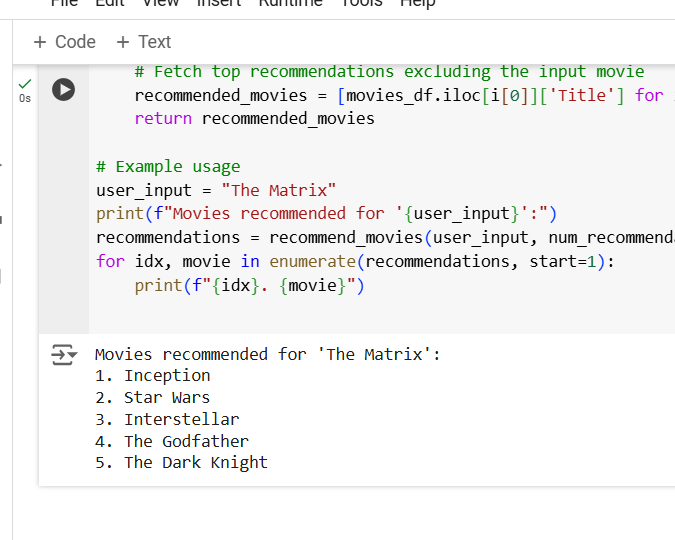 File Edit View Insert Runtime Tools Help
+ Code + Text
0s
# Fetch top recommendations excluding the input movie
recommended_movies = [movies_df.iloc[i[0]]['Title'] for
return recommended_movies
# Example usage
user_input = "The Matrix"
print(f"Movies recommended for '{user_input}':")
recommendations = recommend_movies(user_input, num_recommend
for idx, movie in enumerate(recommendations, start=1):
print(f"{idx}. {movie}")
Movies recommended for 'The Matrix':
1. Inception
2. Star Wars
3. Interstellar
4. The Godfather
5. The Dark Knight